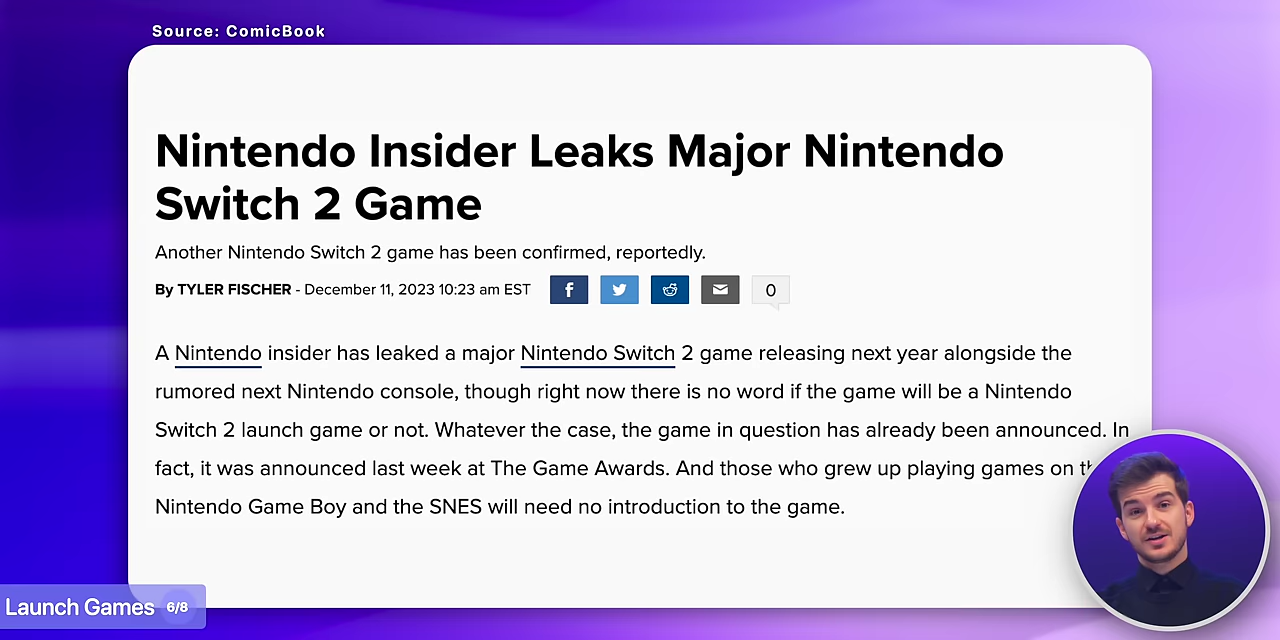 Source: ComicBook
Nintendo Insider Leaks Major Nintendo
Switch 2 Game
Another Nintendo Switch 2 game has been confirmed, reportedly.
By TYLER FISCHER - December 11, 2023 10:23 am EST
f
0
A Nintendo insider has leaked a major Nintendo Switch 2 game releasing next year alongside the
rumored next Nintendo console, though right now there is no word if the game will be a Nintendo
Switch 2 launch game or not. Whatever the case, the game in question has already been announced. In
fact, it was announced last week at The Game Awards. And those who grew up playing games on
Nintendo Game Boy and the SNES will need no introduction to the game.
Launch Games 6/8